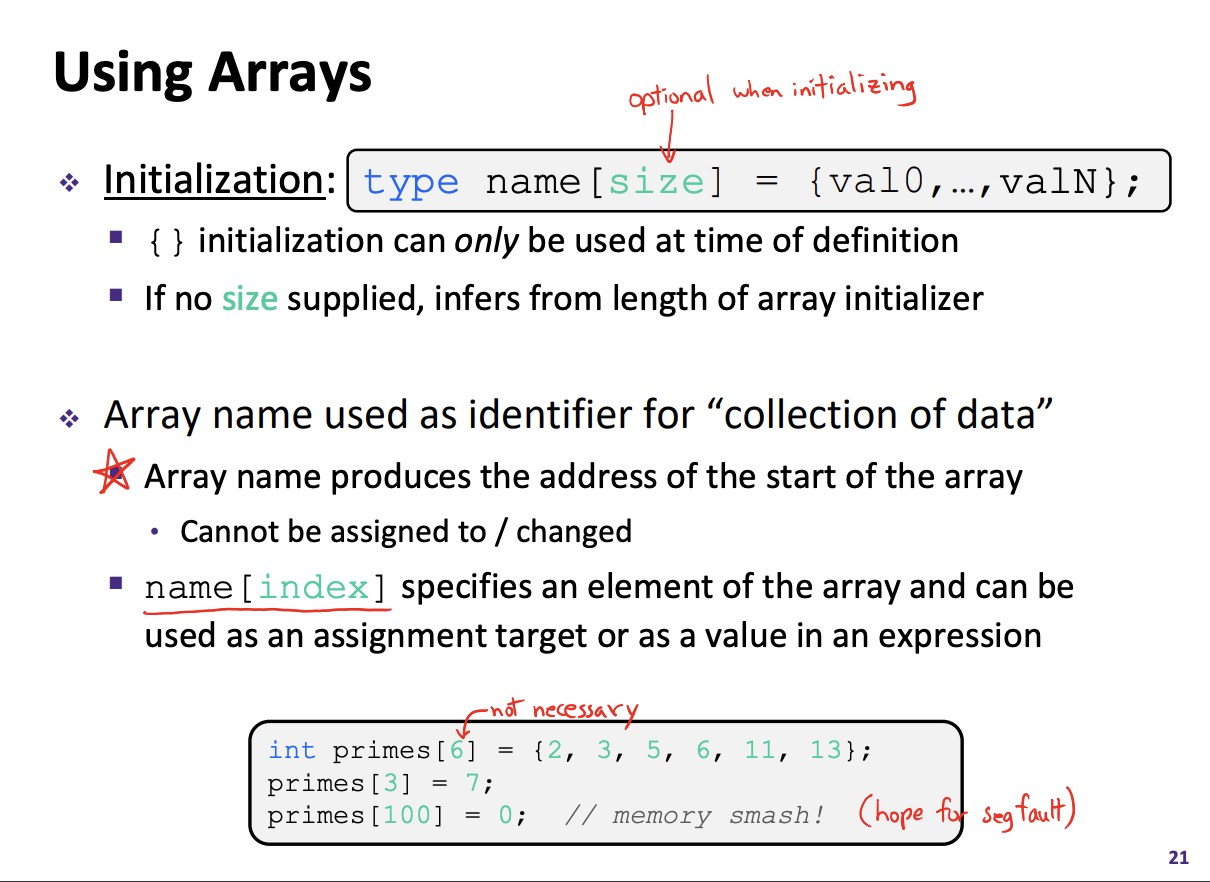 Using Arrays
optional when initializing
Initialization: type name[size] = {val0,…,valN};
{} initialization can only be used at time of definition
If no size supplied, infers from length of array initializer
Array name used as identifier for “collection of data”
Array name produces the address of the start of the array
Cannot be assigned to / changed
name[index] specifies an element of the array and can be
used as an assignment target or as a value in an expression
not necessary
int primes[6] = {2, 3, 5, 6, 11, 13};
primes[3] = 7;
primes[100] = 0; // memory smash! (hope for segfault)
21